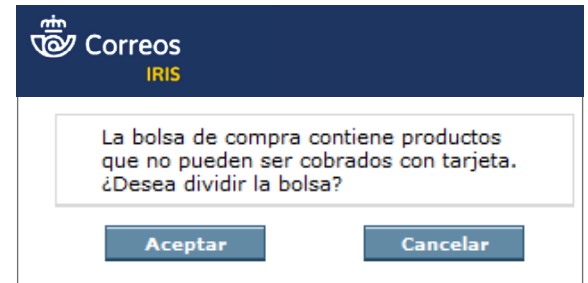 Correos
IRIS
La bolsa de compra contiene productos
que no pueden ser cobrados con tarjeta.
¿Desea dividir la bolsa?
Aceptar
Cancelar